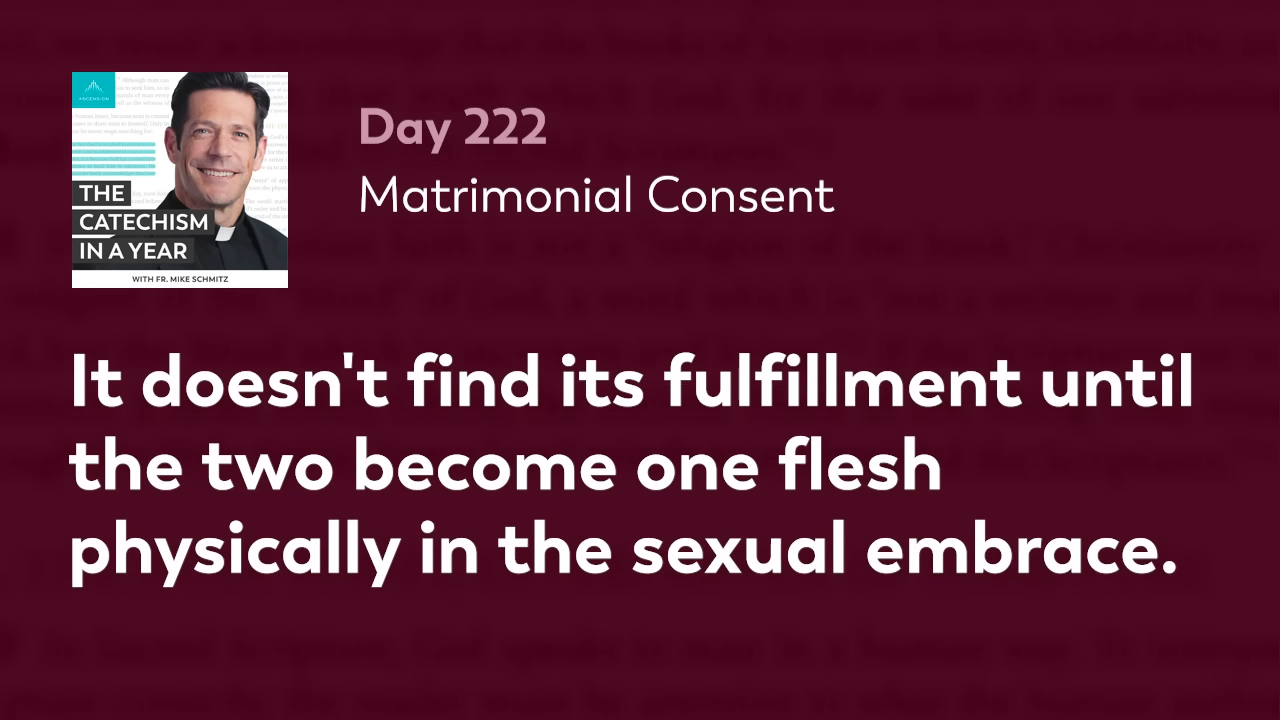 ASCENSION
THE
CATECHISM
IN A YEAR
WITH FR. MIKE SCHMITZ
Day 222
Matrimonial Consent
It doesn't find its fulfillment until
the two become one flesh
physically in the sexual embrace.